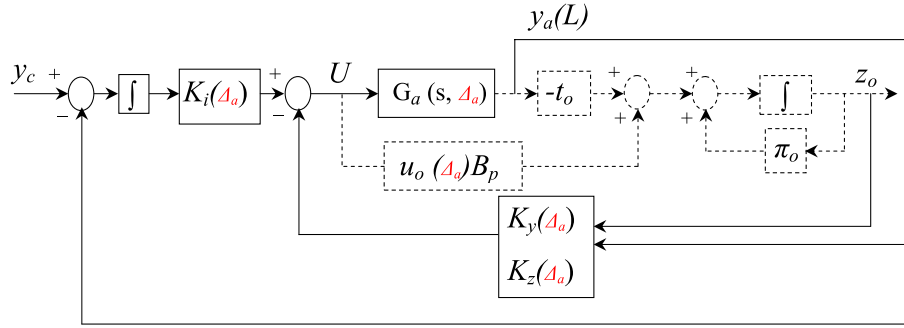 y_a(L)
y_c + − ∫ K_i(Δ_a) + − U G_a (s, Δ_a) -t_o + + + + ∫ z_o
π_o
u_o (Δ_a)B_p
K_y(Δ_a)
K_z(Δ_a)